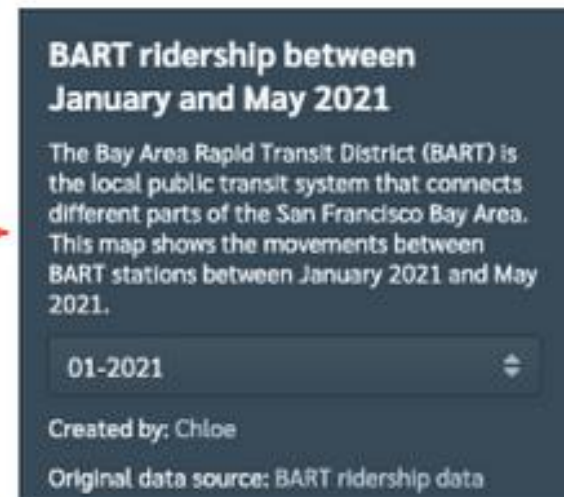 BART ridership between
January and May 2021
The Bay Area Rapid Transit District (BART) is
the local public transit system that connects
different parts of the San Francisco Bay Area.
This map shows the movements between
BART stations between January 2021 and May
2021.
01-2021
Created by: Chloe
Original data source: BART ridership data